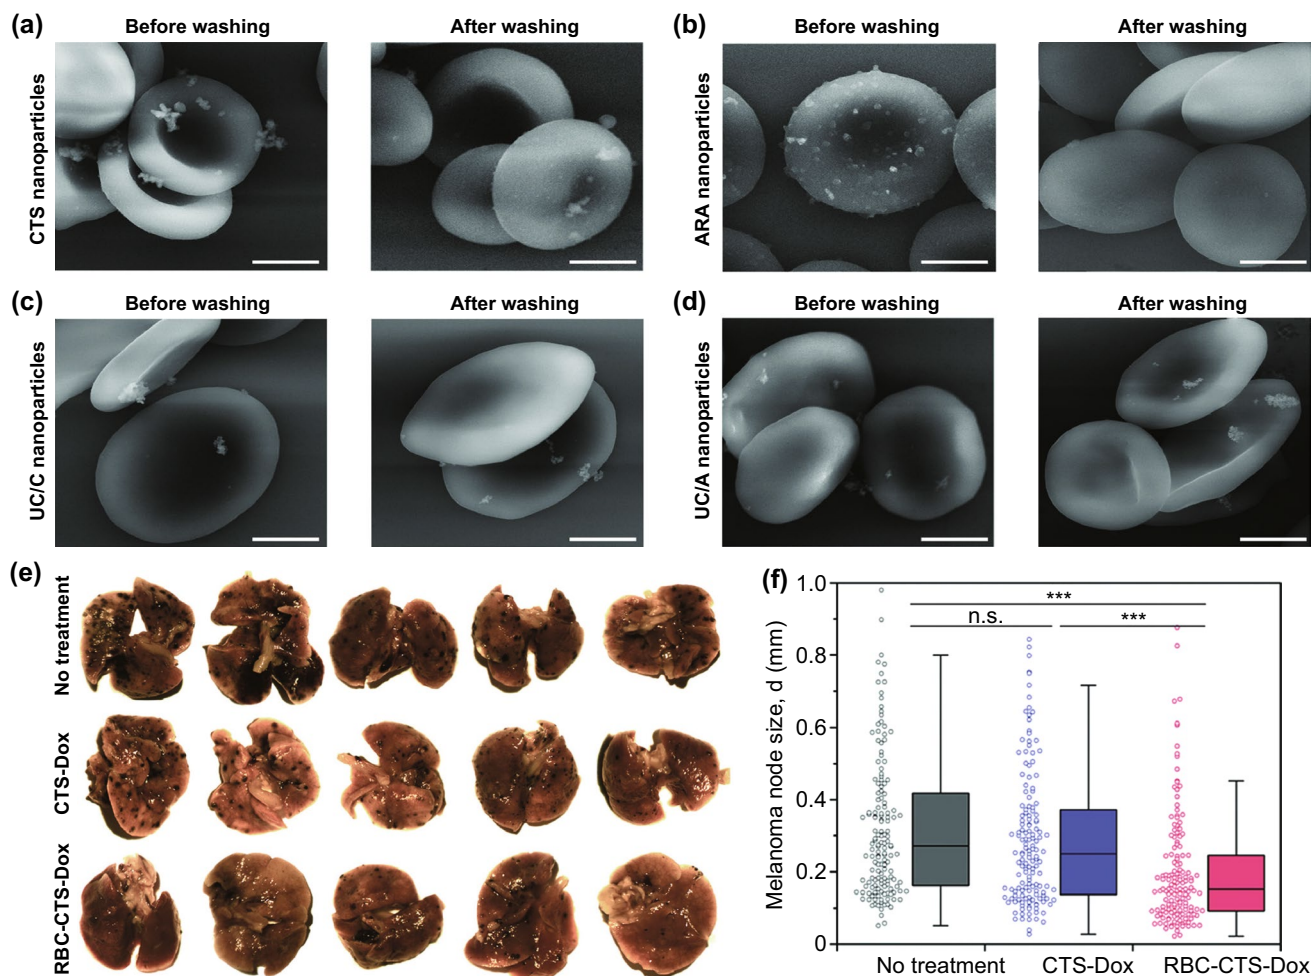 (a)
Before washing
After washing
CTS nanoparticles
(b)
Before washing
After washing
ARA nanoparticles
(c)
Before washing
After washing
UC/C nanoparticles
(d)
Before washing
After washing
UC/A nanoparticles
(e)
No treatment
CTS-Dox
RBC-CTS-Dox
(f)
Melanoma node size, d (mm)
1.0
0.8
0.6
0.4
0.2
0
***
n.s.
***
No treatment
CTS-Dox
RBC-CTS-Dox